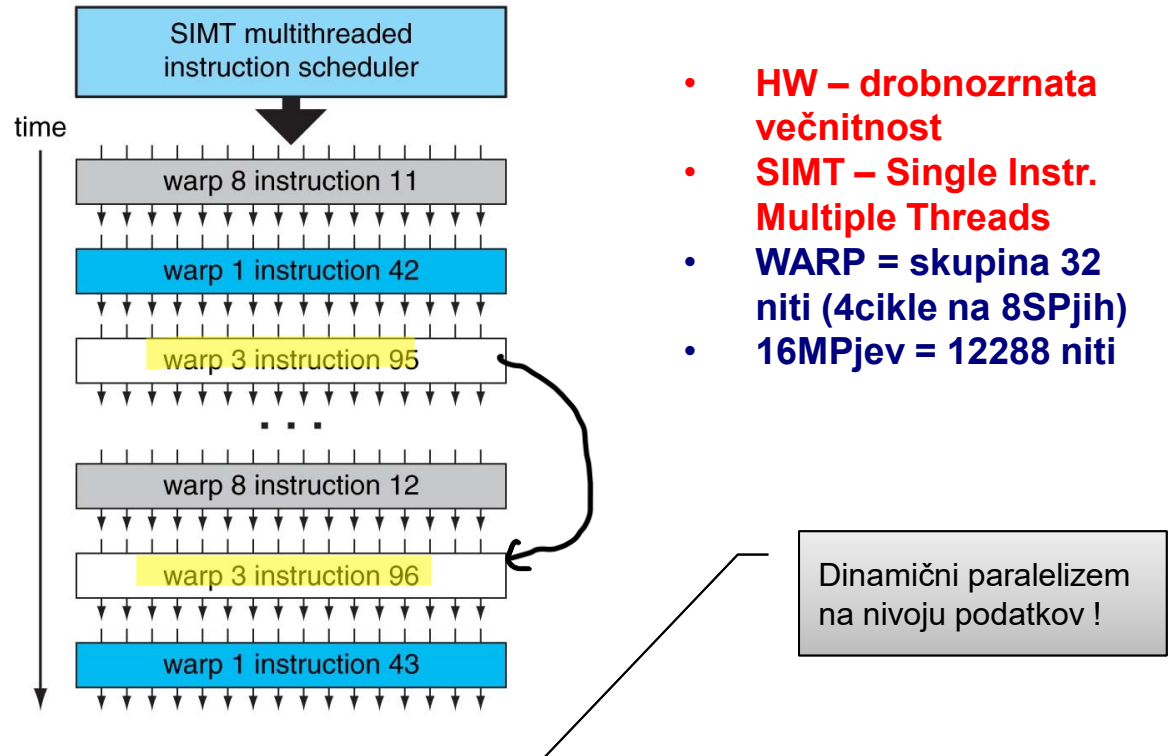 SIMT multithreaded
instruction scheduler
time
warp 8 instruction 11
warp 1 instruction 42
warp 3 instruction 95
. . .
warp 8 instruction 12
warp 3 instruction 96
warp 1 instruction 43
• HW – drobnozrnata
večnitnost
• SIMT – Single Instr.
Multiple Threads
• WARP = skupina 32
niti (4cikle na 8SPjih)
• 16MPjev = 12288 niti
Dinamični paralelizem
na nivoju podatkov !